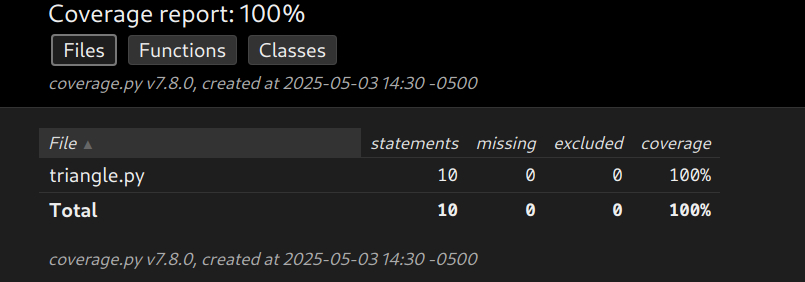 Coverage report: 100%
Files Functions Classes
coverage.py v7.8.0, created at 2025-05-03 14:30 -0500
File ▲ statements missing excluded coverage
triangle.py 10 0 0 100%
Total 10 0 0 100%
coverage.py v7.8.0, created at 2025-05-03 14:30 -0500